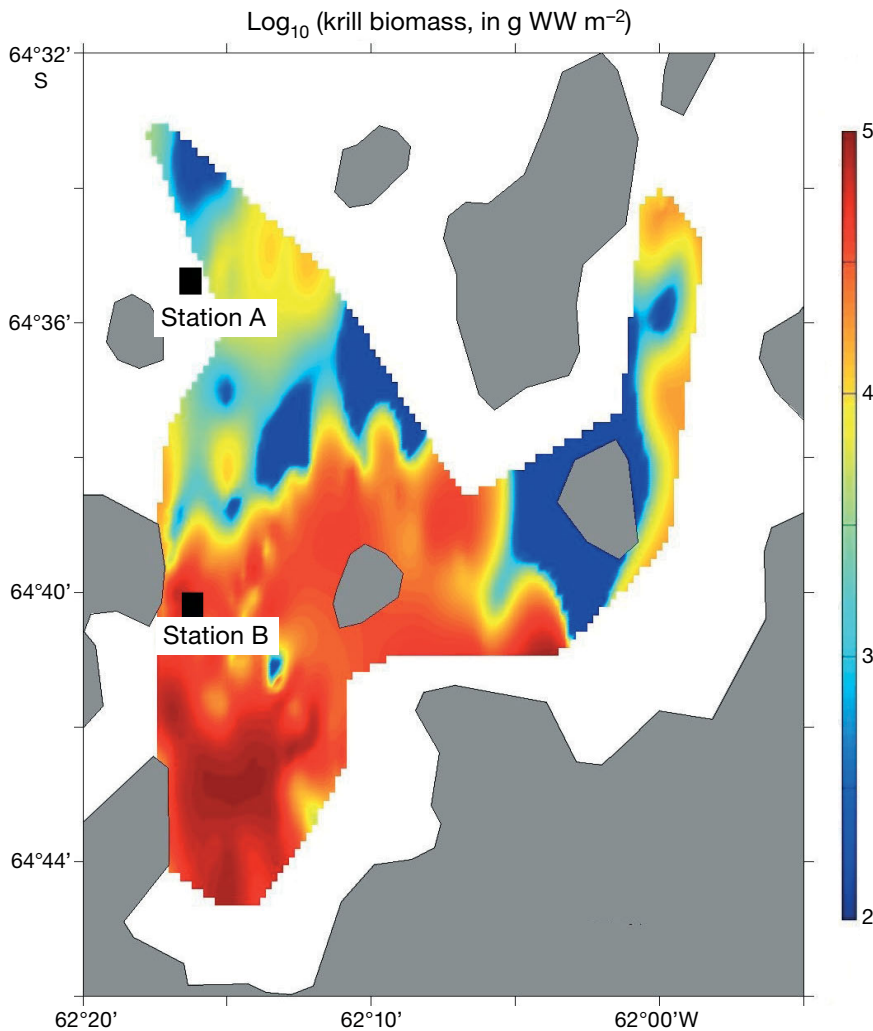 Log₁₀ (krill biomass, in g WW m⁻²)
64°32'
S
5
Station A
64°36'
4
64°40'
Station B
3
64°44'
2
62°20'
62°10'
62°00'W